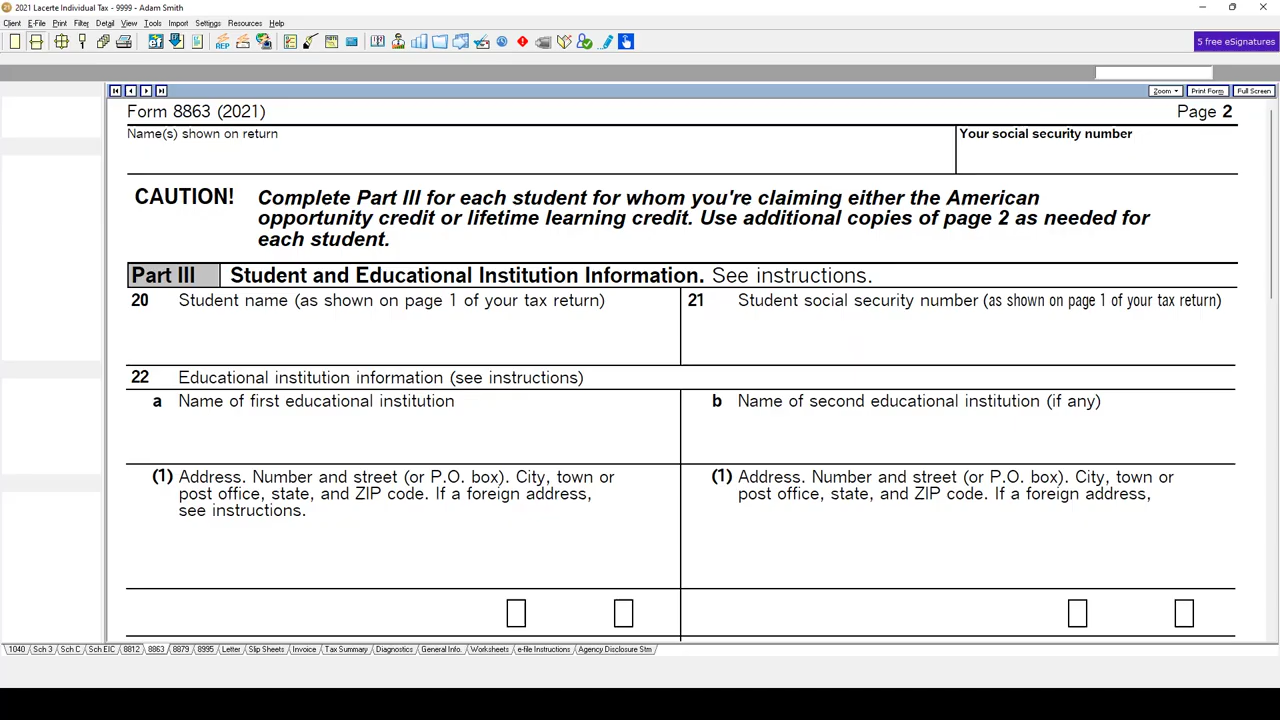 2021 Lacerte Individual Tax - 9999 - Adam Smith
Client E-File Print Filter Detail View Tools Import Settings Resources Help
REP
5 free eSignatures
Zoom Print Form Full Screen
Form 8863 (2021) Page 2
Name(s) shown on return Your social security number
CAUTION! Complete Part III for each student for whom you're claiming either the American
opportunity credit or lifetime learning credit. Use additional copies of page 2 as needed for
each student.
Part III Student and Educational Institution Information. See instructions.
20 Student name (as shown on page 1 of your tax return) 21 Student social security number (as shown on page 1 of your tax return)
22 Educational institution information (see instructions)
a Name of first educational institution b Name of second educational institution (if any)
(1) Address. Number and street (or P.O. box). City, town or (1) Address. Number and street (or P.O. box). City, town or
post office, state, and ZIP code. If a foreign address, post office, state, and ZIP code. If a foreign address,
see instructions.
1040 Sch 3 Sch C Sch EIC 8812 8863 8879 8995 Letter Slip Sheets Invoice Tax Summary Diagnostics General Info. Worksheets e-file Instructions Agency Disclosure Stm